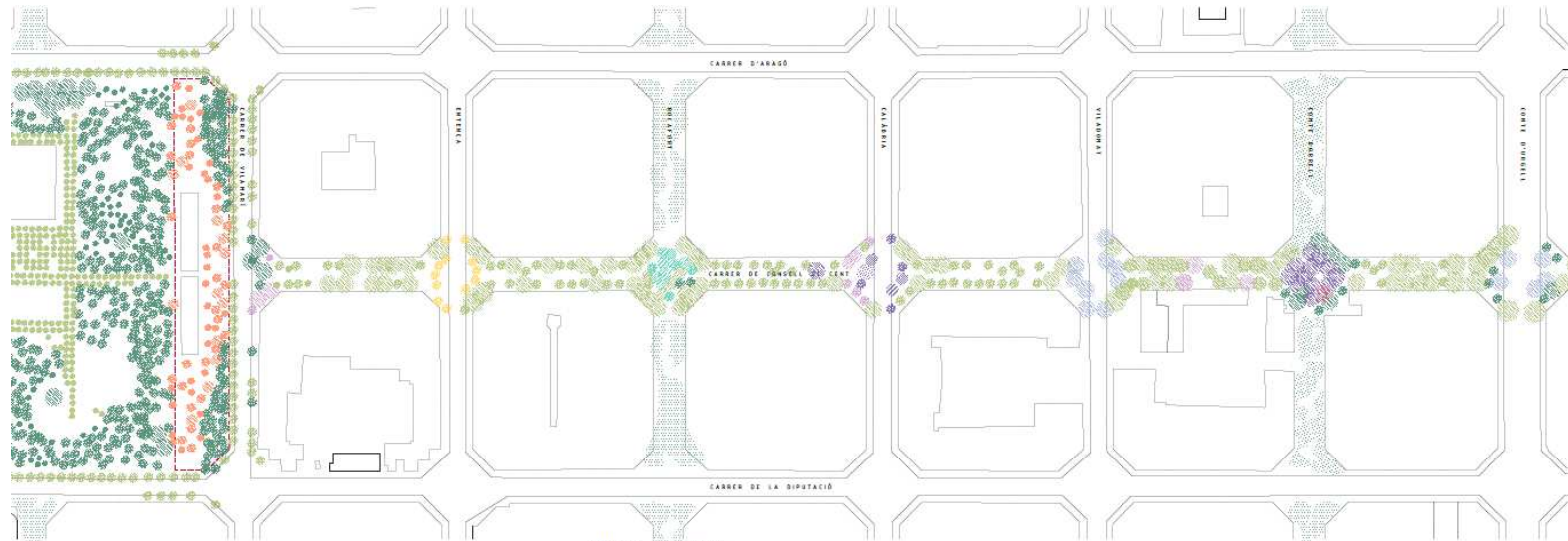 CARRER D'ARAGÓ
CARRER DE VILAMARÍ
ENTENÇA
ROCAFORT
CALÀBRIA
VILADOMAT
COMTE BORRELL
COMTE D'URGELL
CARRER DE CONSELL DE CENT
CARRER DE LA DIPUTACIÓ